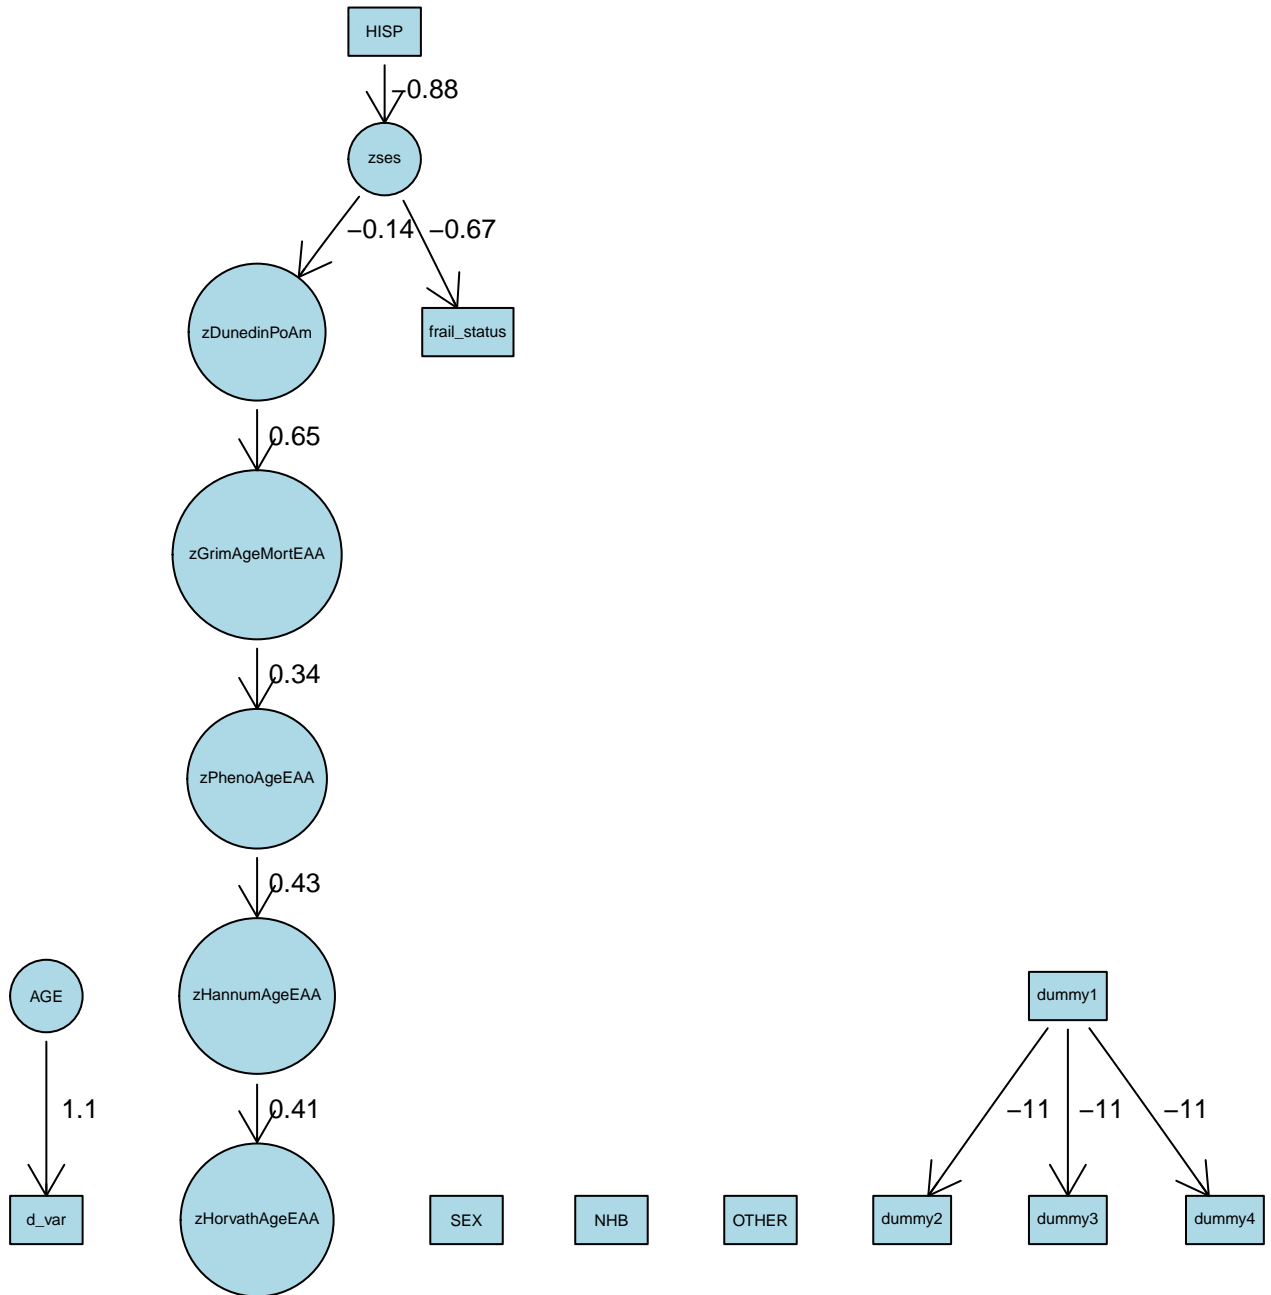 HISP
−0.88
zses
−0.14
−0.67
zDunedinPoAm
frail_status
0.65
zGrimAgeMortEAA
0.34
zPhenoAgeEAA
0.43
AGE
zHannumAgeEAA
dummy1
1.1
0.41
−11
−11
−11
d_var
zHorvathAgeEAA
SEX
NHB
OTHER
dummy2
dummy3
dummy4